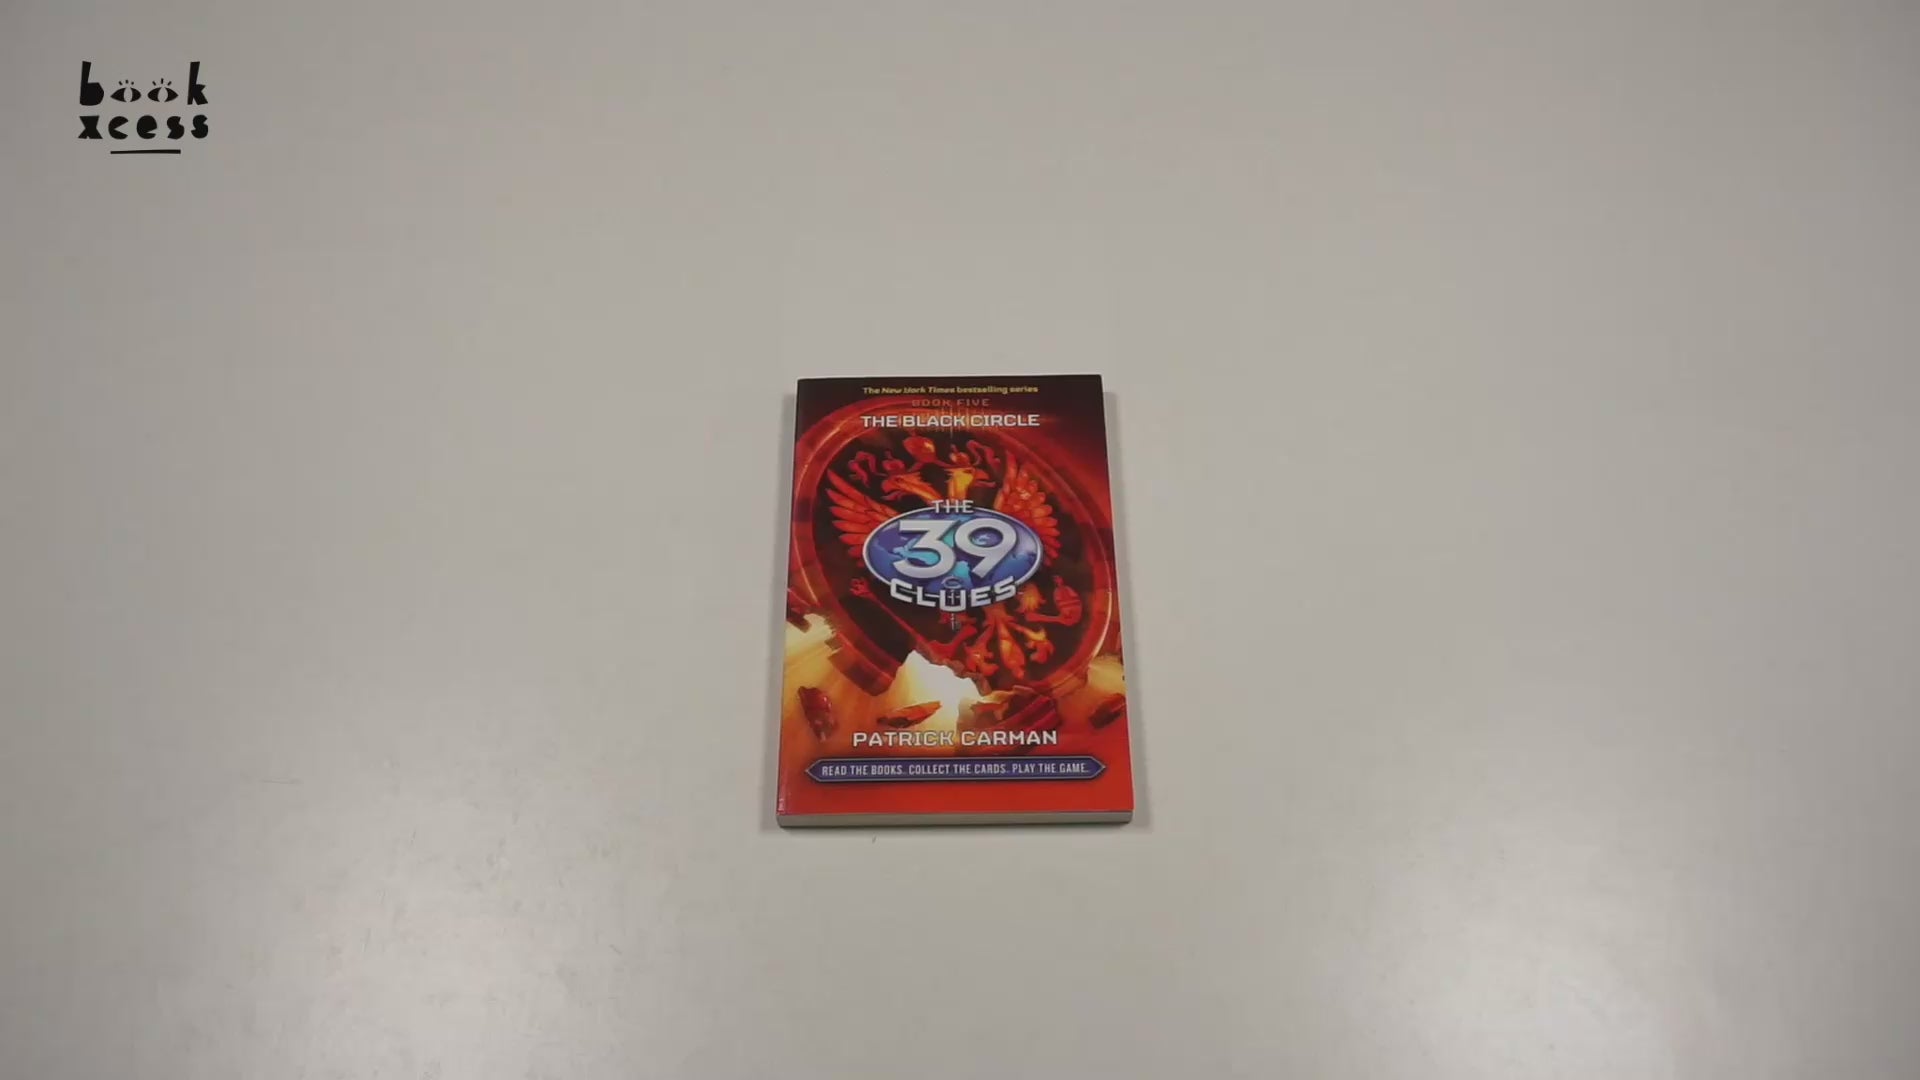 book
xcess
The New York Times bestselling series
BOOK FIVE
THE BLACK CIRCLE
THE
39
CLUES
PATRICK CARMAN
READ THE BOOKS. COLLECT THE CARDS. PLAY THE GAME.